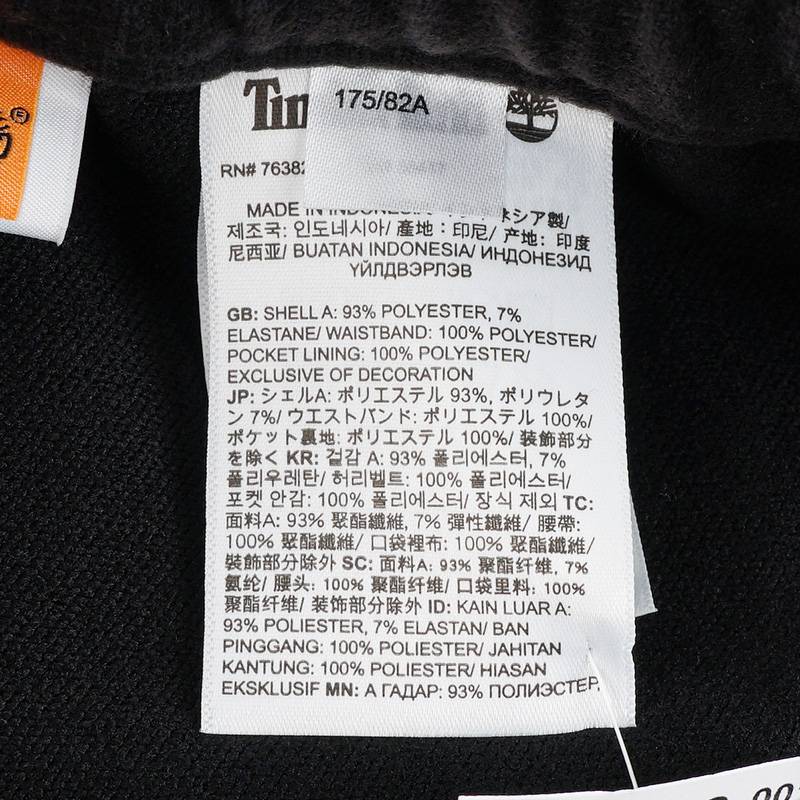 175/82A
RN# 76382
MADE IN INDONESIA/
シア製/
제조국: 인도네시아/ 產地：印尼/ 产地: 印度
尼西亚/ BUATAN INDONESIA/ ИНДОНЕЗИД
ҮЙЛДВЭРЛЭВ
GB: SHELL A: 93% POLYESTER, 7%
ELASTANE/ WAISTBAND: 100% POLYESTER/
POCKET LINING: 100% POLYESTER/
EXCLUSIVE OF DECORATION
JP: シェルA: ポリエステル 93%, ポリウレタ
ン 7%/ ウエストバンド: ポリエステル 100%/
ポケット裏地: ポリエステル 100%/ 装飾部分
を除く KR: 겉감 A: 93% 폴리에스터, 7%
폴리우레탄/ 허리벨트: 100% 폴리에스터/
포켓 안감: 100% 폴리에스터/ 장식 제외 TC:
面料A: 93% 聚酯纖維, 7% 彈性纖維/ 腰帶:
100% 聚酯纖維/ 口袋裡布: 100% 聚酯纖維/
裝飾部分除外 SC: 面料A: 93% 聚酯纤维, 7%
氨纶/ 腰头: 100% 聚酯纤维/ 口袋里料: 100%
聚酯纤维/ 装饰部分除外 ID: KAIN LUAR A:
93% POLIESTER, 7% ELASTAN/ BAN
PINGGANG: 100% POLIESTER/ JAHITAN
KANTUNG: 100% POLIESTER/ HIASAN
EKSKLUSIF MN: А ГАДАР: 93% ПОЛИЭСТЕР,